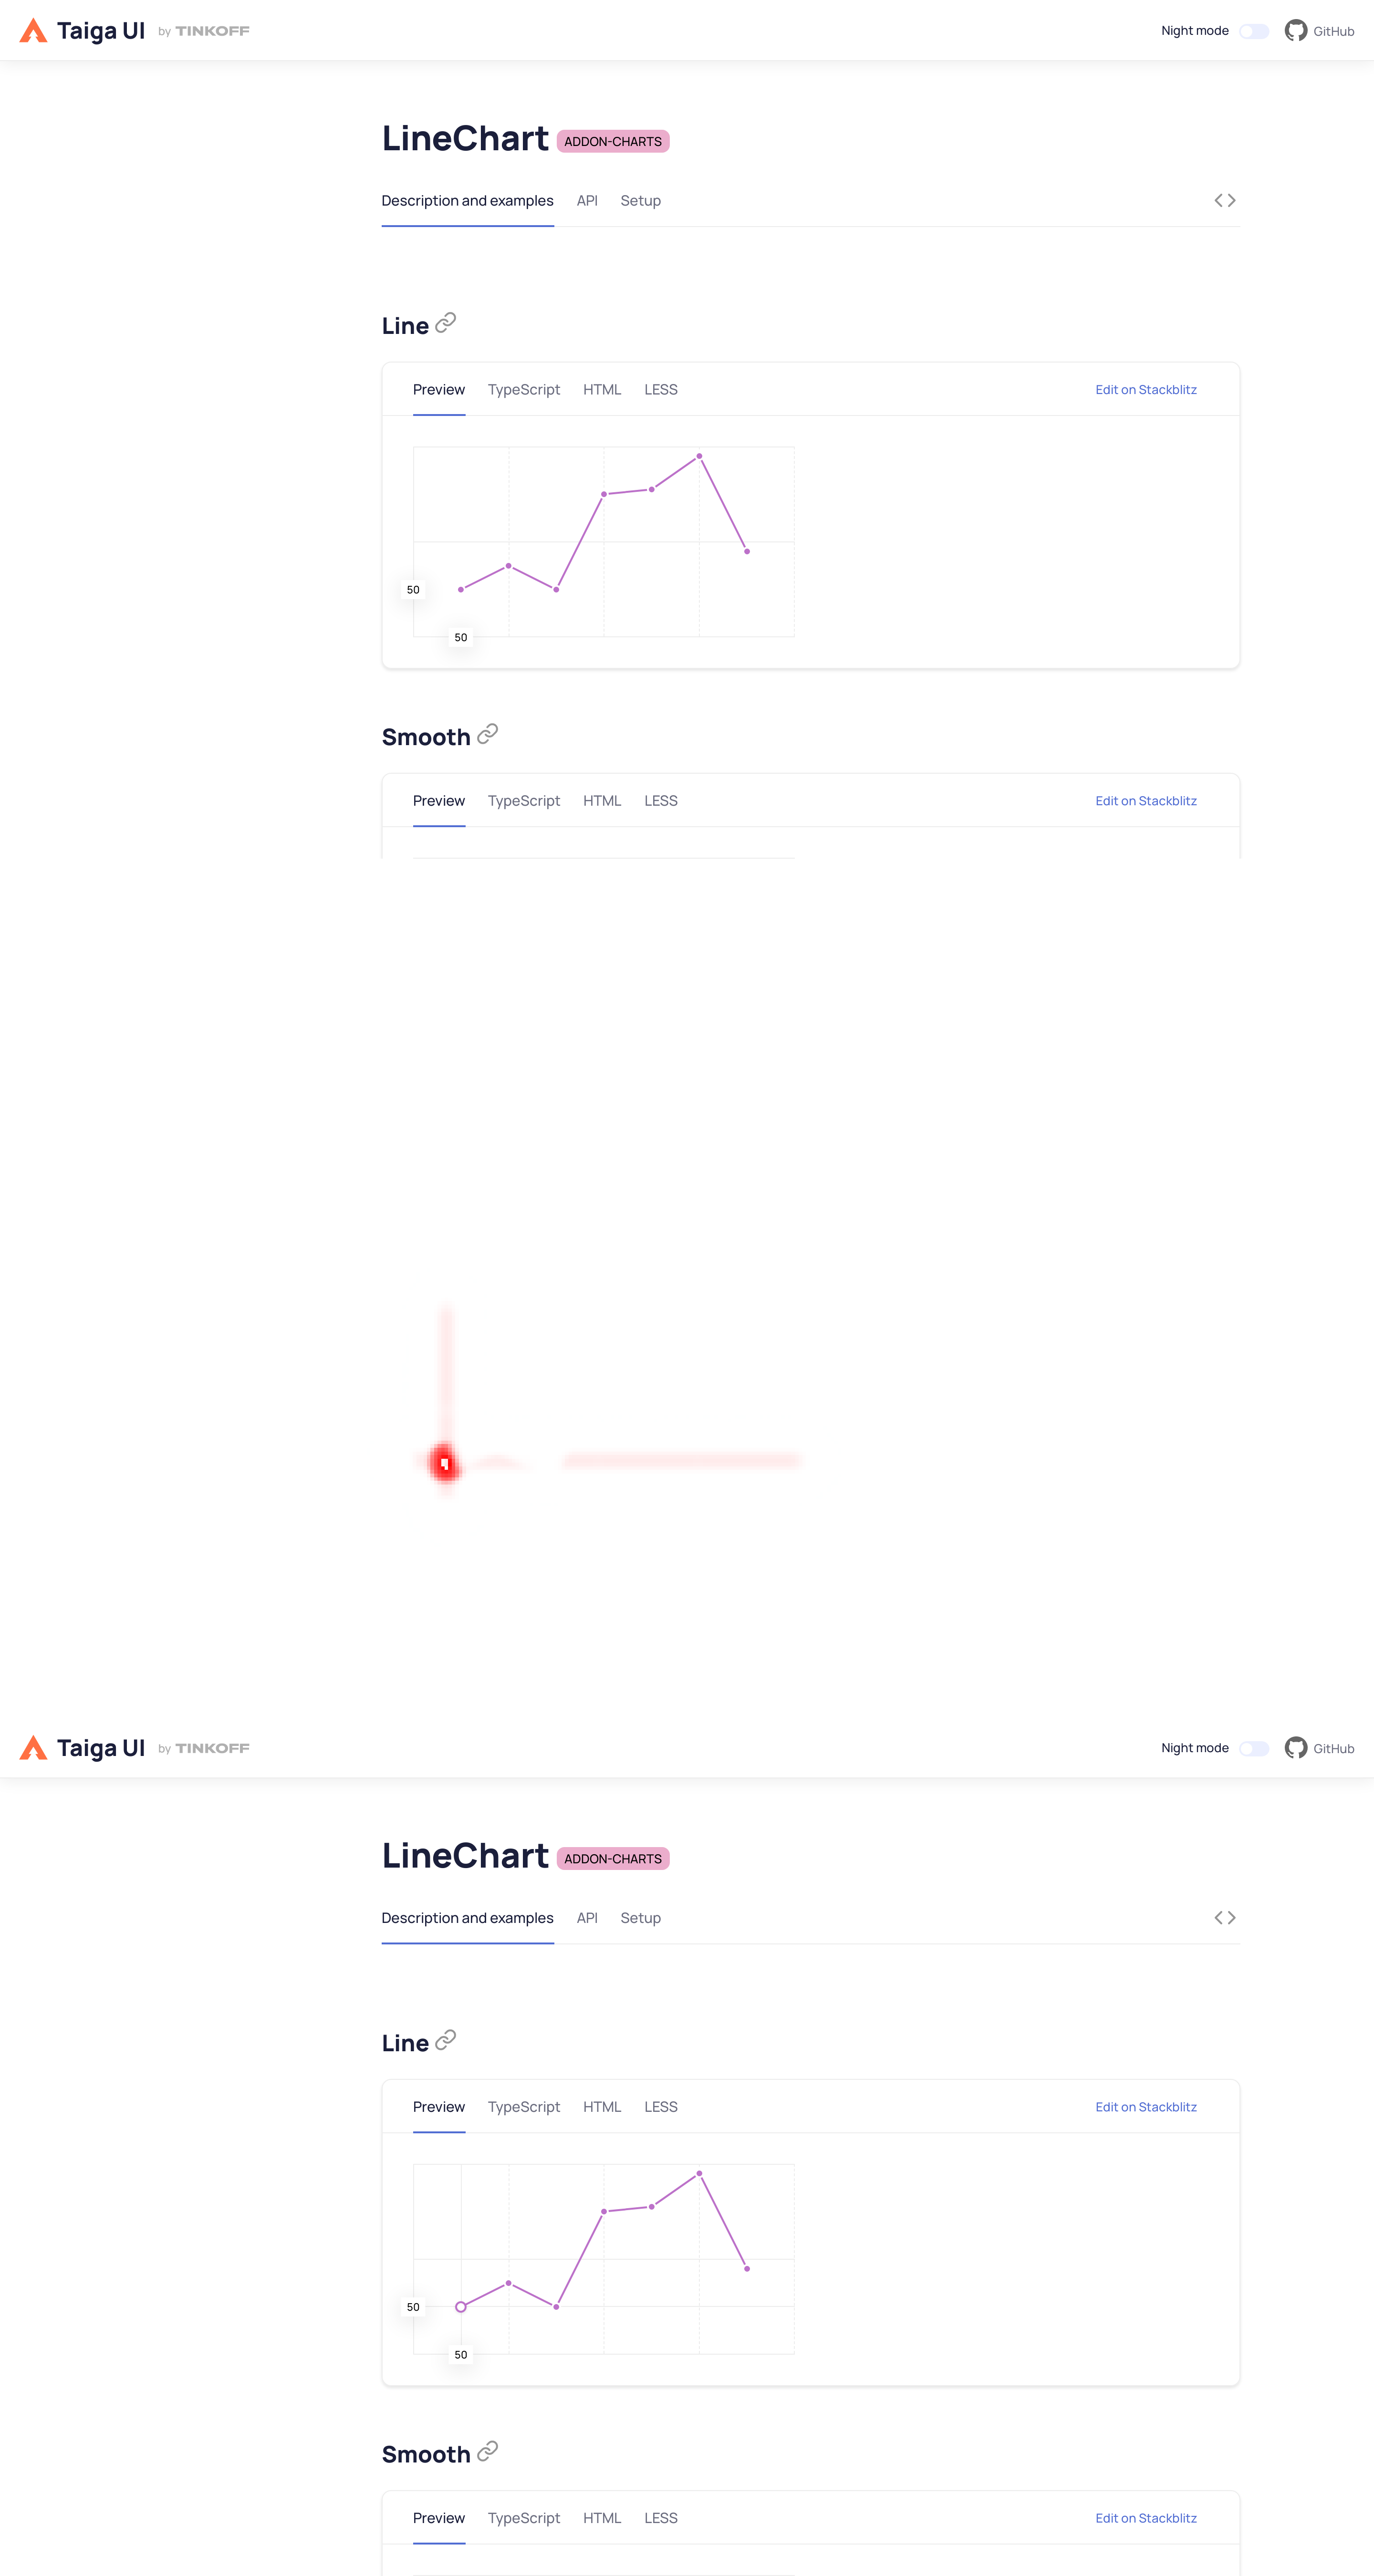 Taiga UI by TINKOFF Night mode GitHub
LineChart ADDON-CHARTS
Description and examples API Setup
Line
Preview TypeScript HTML LESS Edit on Stackblitz
50
50
Smooth
Preview TypeScript HTML LESS Edit on Stackblitz
Taiga UI by TINKOFF Night mode GitHub
LineChart ADDON-CHARTS
Description and examples API Setup
Line
Preview TypeScript HTML LESS Edit on Stackblitz
50
50
Smooth
Preview TypeScript HTML LESS Edit on Stackblitz